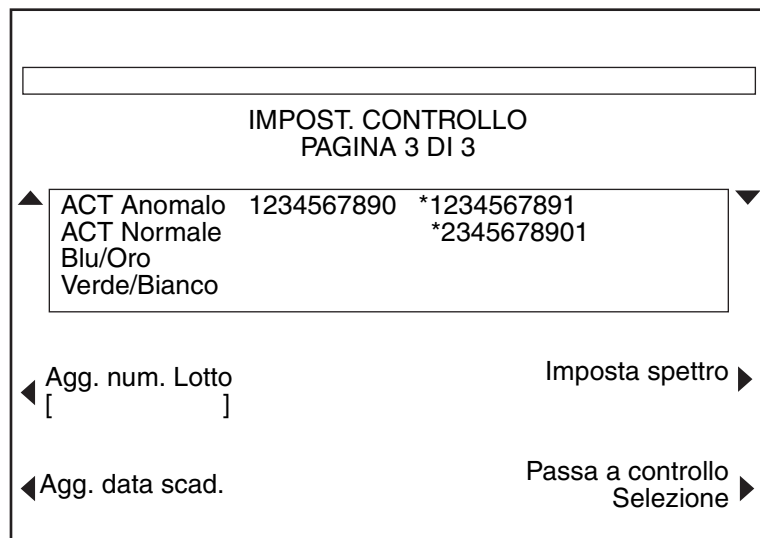 IMPOST. CONTROLLO
PAGINA 3 DI 3
ACT Anomalo 1234567890 *1234567891
ACT Normale *2345678901
Blu/Oro
Verde/Bianco
Agg. num. Lotto
[ ]
Imposta spettro
Agg. data scad.
Passa a controllo
Selezione